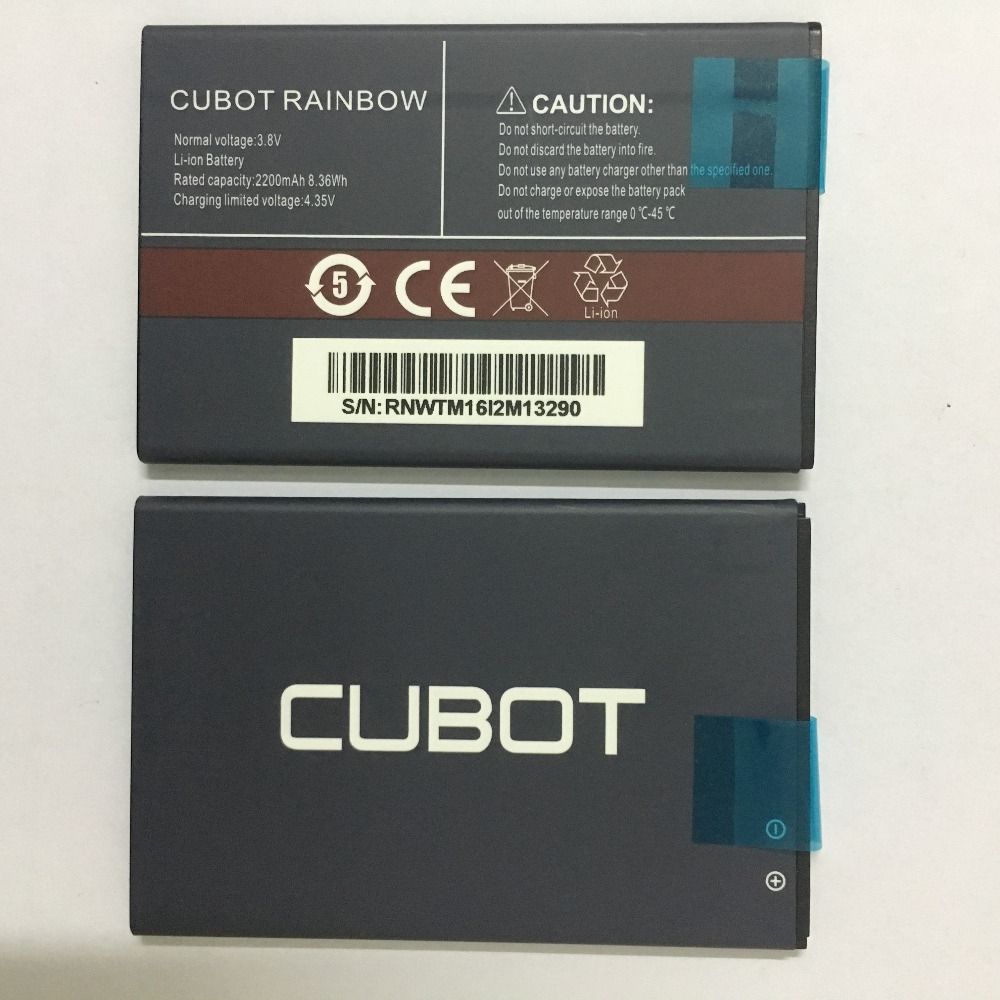 CUBOT RAINBOW
Normal voltage:3.8V
Li-ion Battery
Rated capacity:2200mAh 8.36Wh
Charging limited voltage:4.35V
CAUTION:
Do not short-circuit the battery.
Do not discard the battery into fire.
Do not use any battery charger other than the specified one.
Do not charge or expose the battery pack
out of the temperature range 0 ℃-45 ℃
5
CE
Li-ion
S/N: RNWTM16I2M13290
CUBOT